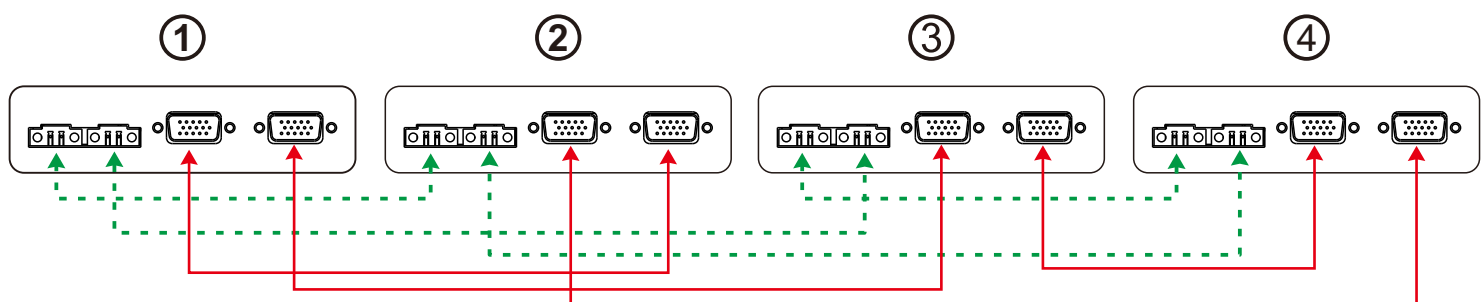 ① ② ③ ④